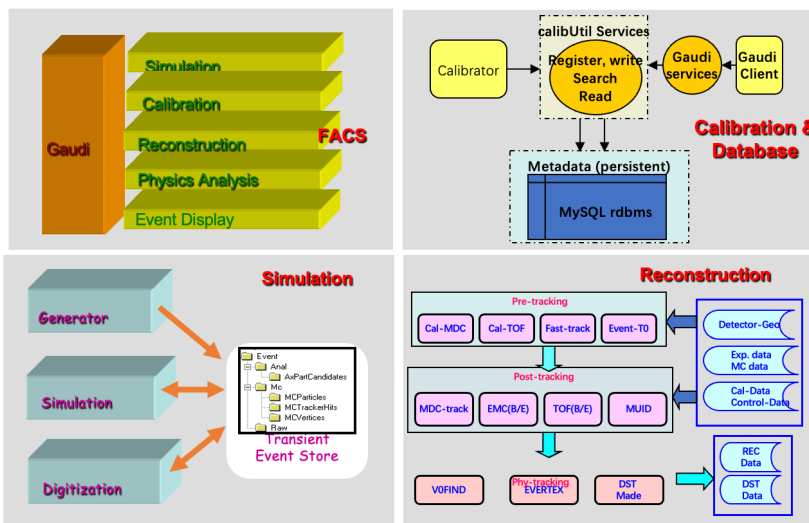 Gaudi
Simulation
Calibration
Reconstruction
Physics Analysis
Event Display
FACS
calibUtil Services
Calibrator
Register, write
Search
Read
Gaudi
services
Gaudi
Client
Calibration &
Database
Metadata (persistent)
MySQL rdbms
Simulation
Generator
Simulation
Digitization
Event
Anal
AxPartCandidates
Mc
MCParticles
MCTrackerHits
MCVertices
Raw
Transient
Event Store
Reconstruction
Pre-tracking
Cal-MDC
Cal-TOF
Fast-track
Event-T0
Detector-Geo
Exp. data
MC data
Cal-Data
Control-Data
Post-tracking
MDC-track
EMC(B/E)
TOF(B/E)
MUID
Phy-tracking
V0FIND
EVERTEX
DST
Made
REC
Data
DST
Data